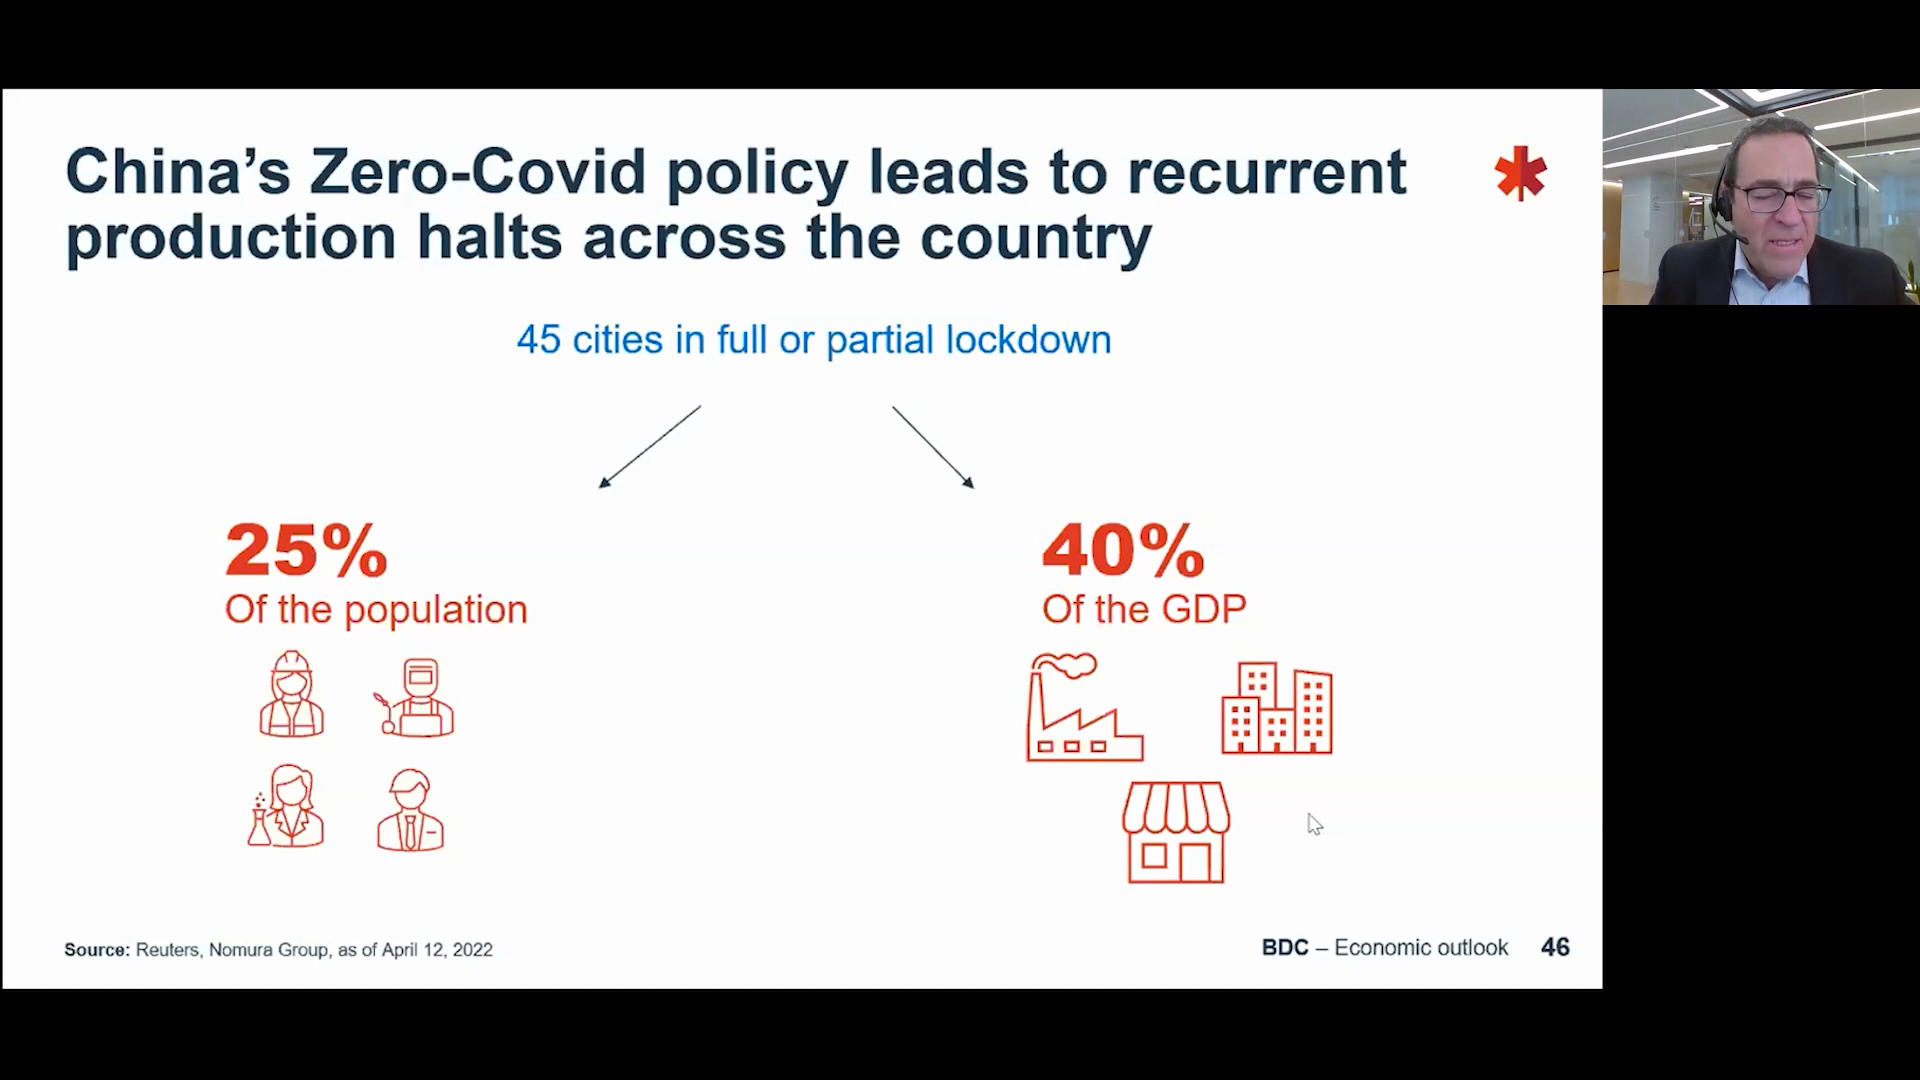 China’s Zero-Covid policy leads to recurrent
production halts across the country
45 cities in full or partial lockdown
25%
Of the population
40%
Of the GDP
Source: Reuters, Nomura Group, as of April 12, 2022
BDC – Economic outlook 46